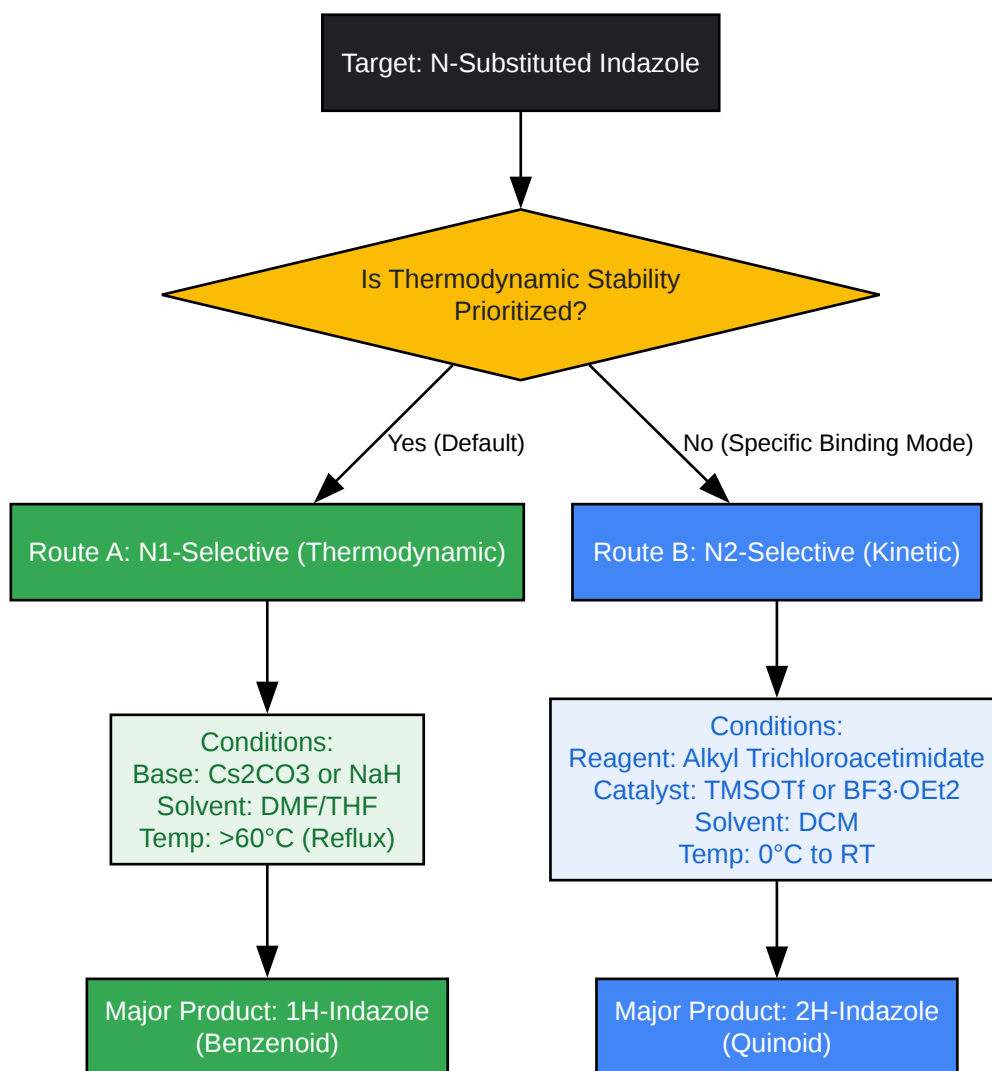 Target: N-Substituted Indazole
Is Thermodynamic Stability
Prioritized?
Yes (Default)
No (Specific Binding Mode)
Route A: N1-Selective (Thermodynamic)
Route B: N2-Selective (Kinetic)
Conditions:
Base: Cs2CO3 or NaH
Solvent: DMF/THF
Temp: >60°C (Reflux)
Conditions:
Reagent: Alkyl Trichloroacetimidate
Catalyst: TMSOTf or BF3·OEt2
Solvent: DCM
Temp: 0°C to RT
Major Product: 1H-Indazole
(Benzenoid)
Major Product: 2H-Indazole
(Quinoid)